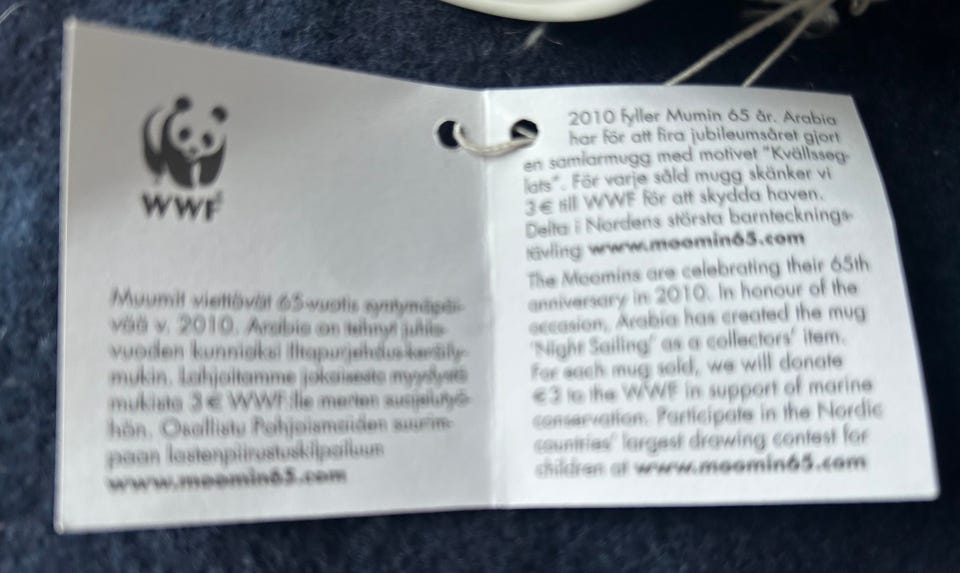 WWF
Muumit viettävät 65-vuotis syntymäpäi-
vää v. 2010. Arabia on tehnyt juhla-
vuoden kunniaksi Iltapurjehdus-keräily-
mukin. Lahjoitamme jokaisesta myydystä
mukista 3 € WWF:lle merten suojelutyö-
hön. Osallistu Pohjoismaiden suurim-
paan lastenpiirustuskilpailuun
www.moomin65.com
2010 fyller Mumin 65 år. Arabia
har för att fira jubileumsåret gjort
en samlarmugg med motivet "Kvällsseg-
lats". För varje såld mugg skänker vi
3 € till WWF för att skydda haven.
Delta i Nordens största barntecknings-
tävling www.moomin65.com
The Moomins are celebrating their 65th
anniversary in 2010. In honour of the
occasion, Arabia has created the mug
'Night Sailing' as a collectors' item.
For each mug sold, we will donate
€3 to the WWF in support of marine
conservation. Participate in the Nordic
countries' largest drawing contest for
children at www.moomin65.com